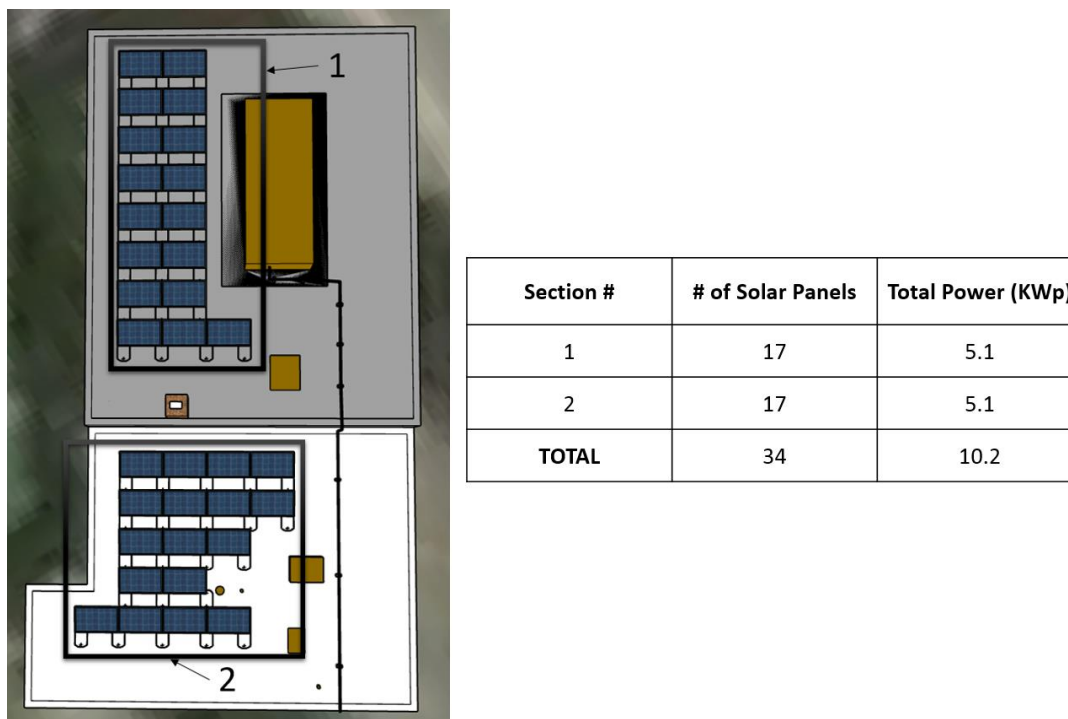 1
2
Section # # of Solar Panels Total Power (KWp)
1 17 5.1
2 17 5.1
TOTAL 34 10.2